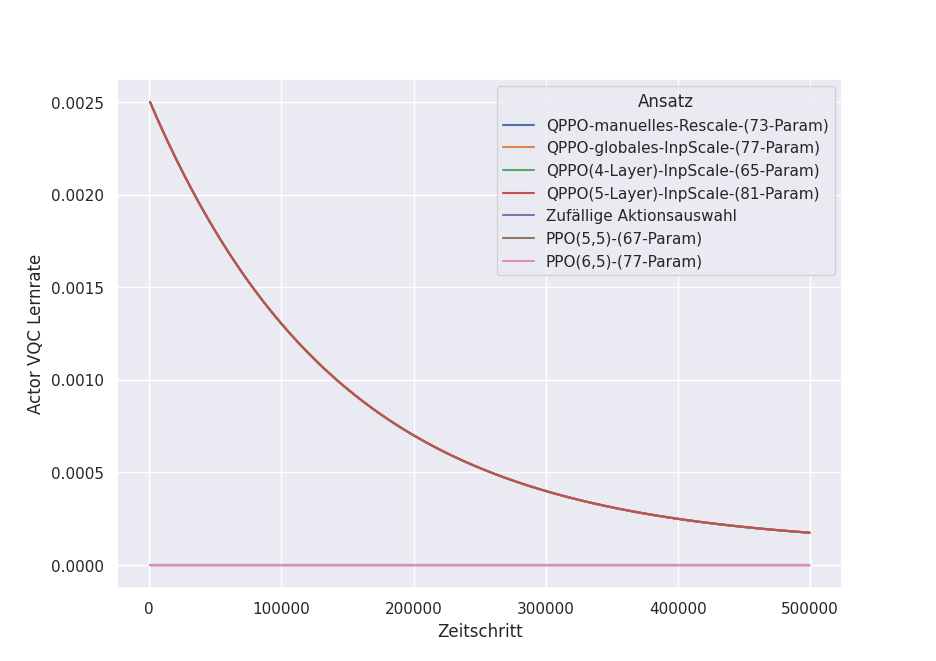 Ansatz
QPPO-manuelles-Rescale-(73-Param)
QPPO-globales-InpScale-(77-Param)
QPPO(4-Layer)-InpScale-(65-Param)
QPPO(5-Layer)-InpScale-(81-Param)
Zufällige Aktionsauswahl
PPO(5,5)-(67-Param)
PPO(6,5)-(77-Param)
Actor VQC Lernrate
0.0025
0.0020
0.0015
0.0010
0.0005
0.0000
0 100000 200000 300000 400000 500000
Zeitschritt